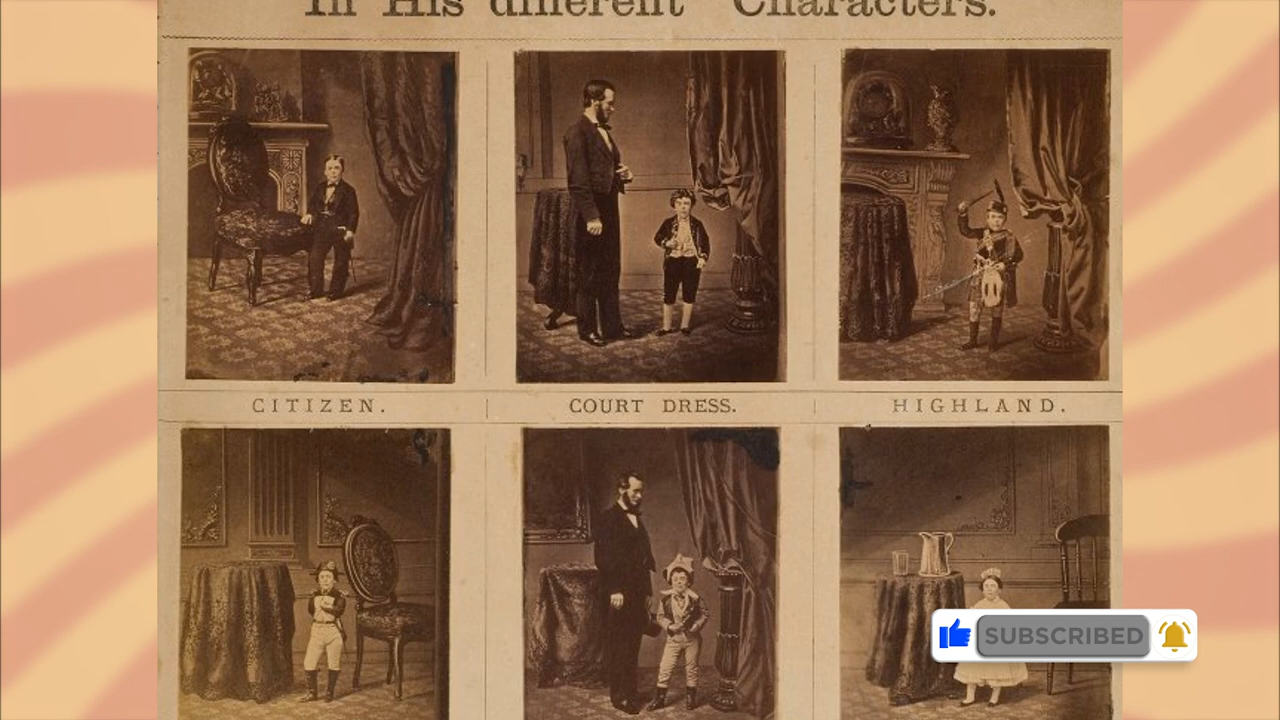 In His different "Characters.
CITIZEN.
COURT DRESS.
HIGHLAND.
SUBSCRIBED